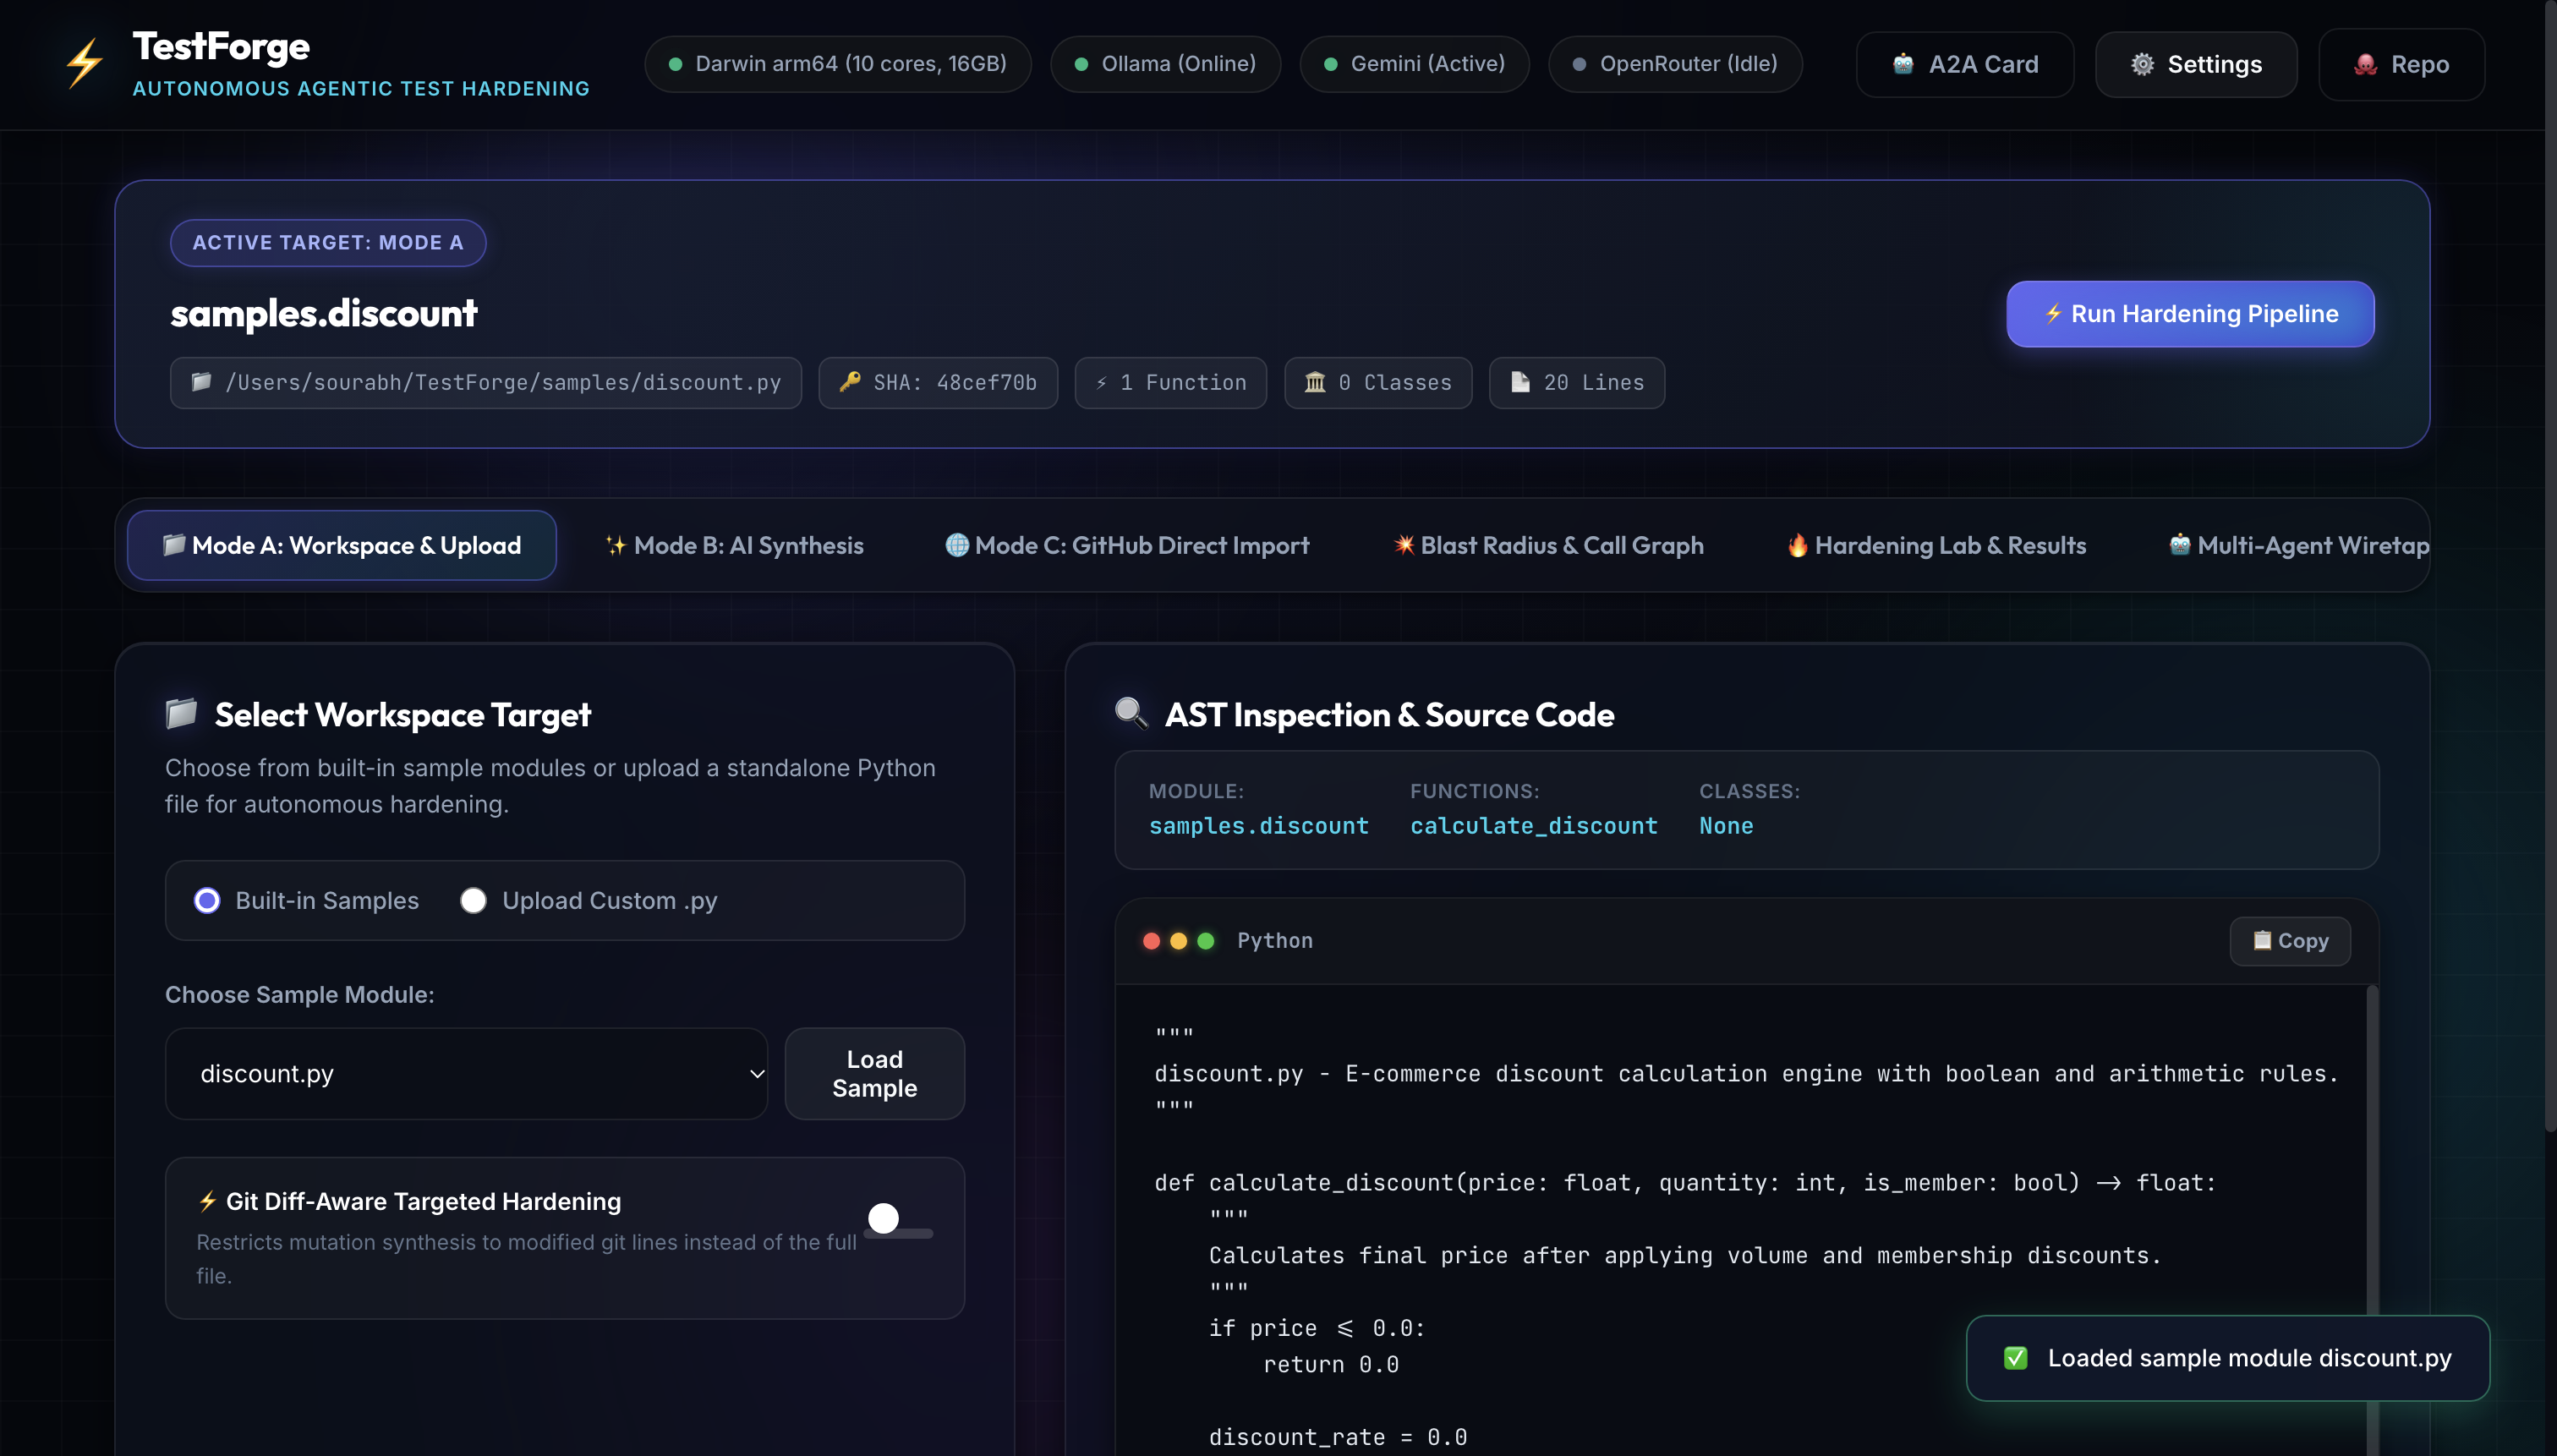 TestForge
AUTONOMOUS AGENTIC TEST HARDENING
Darwin arm64 (10 cores, 16GB)
Ollama (Online)
Gemini (Active)
OpenRouter (Idle)
A2A Card
Settings
Repo
ACTIVE TARGET: MODE A
samples.discount
/Users/sourabh/TestForge/samples/discount.py
SHA: 48cef70b
1 Function
0 Classes
20 Lines
Run Hardening Pipeline
Mode A: Workspace & Upload
Mode B: AI Synthesis
Mode C: GitHub Direct Import
Blast Radius & Call Graph
Hardening Lab & Results
Multi-Agent Wiretap
Select Workspace Target
Choose from built-in sample modules or upload a standalone Python
file for autonomous hardening.
Built-in Samples
Upload Custom .py
Choose Sample Module:
discount.py
Load
Sample
Git Diff-Aware Targeted Hardening
Restricts mutation synthesis to modified git lines instead of the full
file.
AST Inspection & Source Code
MODULE:
samples.discount
FUNCTIONS:
calculate_discount
CLASSES:
None
Python
Copy
"""
discount.py - E-commerce discount calculation engine with boolean and arithmetic rules.
"""
def calculate_discount(price: float, quantity: int, is_member: bool) -> float:
"""
Calculates final price after applying volume and membership discounts.
"""
if price <= 0.0:
return 0.0
discount_rate = 0.0
Loaded sample module discount.py